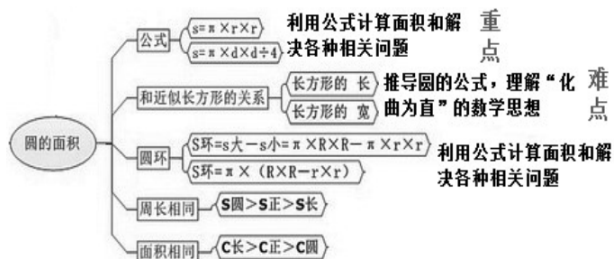 圆的面积
公式
s=π×r×r
s=π×d×d÷4
利用公式计算面积和解
决各种相关问题
重
点
和近似长方形的关系
长方形的 长
长方形的 宽
推导圆的公式，理解“化
曲为直”的数学思想
难
点
圆环
S环=s大－s小=π×R×R－π×r×r
S环=π×（R×R－r×r）
利用公式计算面积和解
决各种相关问题
周长相同
S圆>S正>S长
面积相同
C长>C正>C圆